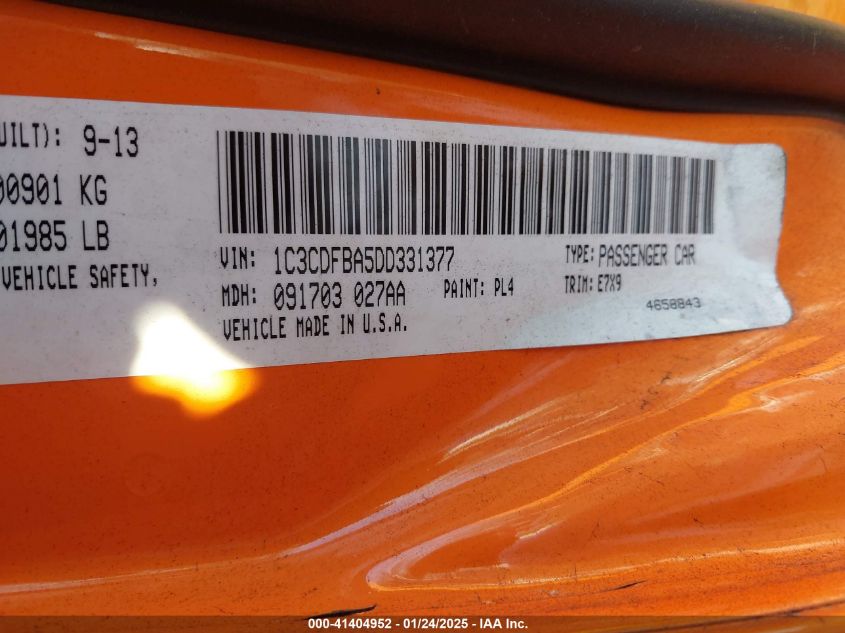 UILT): 9-13
00901 KG
01985 LB
VEHICLE SAFETY,
VIN: 1C3CDFBA5DD331377
TYPE: PASSENGER CAR
MDH: 091703 027AA
PAINT: PL4
TRIM: E7X9
VEHICLE MADE IN U.S.A.
4658843
000-41404952 - 01/24/2025 - IAA Inc.